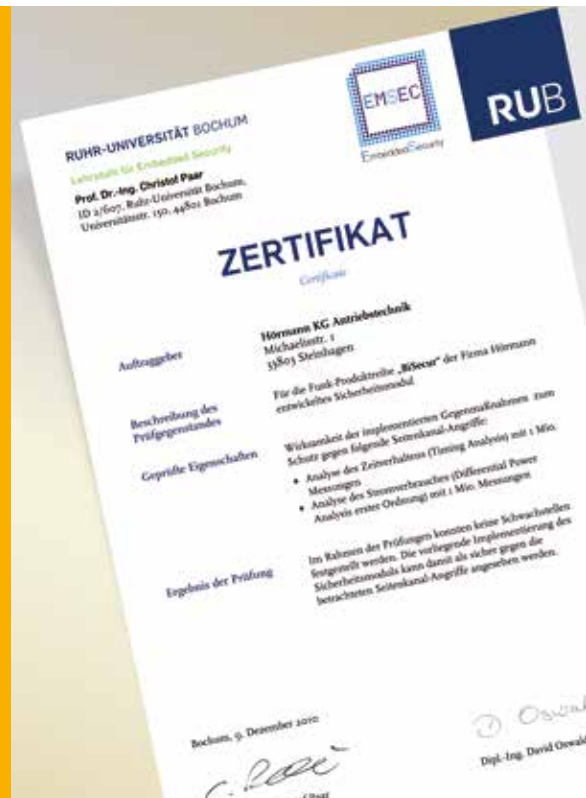 RUHR-UNIVERSITÄT BOCHUM
Lehrstuhl für Embedded Security
Prof. Dr.-Ing. Christof Paar
ID 2/607, Ruhr-Universität Bochum,
Universitätsstr. 150, 44801 Bochum
EMSEC
EmbeddedSecurity
RUB
ZERTIFIKAT
Certificate
Auftraggeber
Hörmann KG Antriebstechnik
Michaelisstr. 1
33803 Steinhagen
Beschreibung des
Prüfgegenstandes
Für die Funk-Produktreihe „BiSecur“ der Firma Hörmann
entwickeltes Sicherheitsmodul
Geprüfte Eigenschaften
Wirksamkeit der implementierten Gegenmaßnahmen zum
Schutz gegen folgende Seitenkanal-Angriffe:
• Analyse des Zeitverhaltens (Timing Analysis) mit 1 Mio.
Messungen
• Analyse des Stromverbrauches (Differential Power
Analysis erster Ordnung) mit 1 Mio. Messungen
Ergebnis der Prüfung
Im Rahmen der Prüfungen konnten keine Schwachstellen
festgestellt werden. Die vorliegende Implementierung des
Sicherheitsmoduls kann damit als sicher gegen die
betrachteten Seitenkanal-Angriffe angesehen werden.
Bochum, 9. Dezember 2010
C. Paar
D Oswald
Paar
Dipl.-Ing. David Oswald